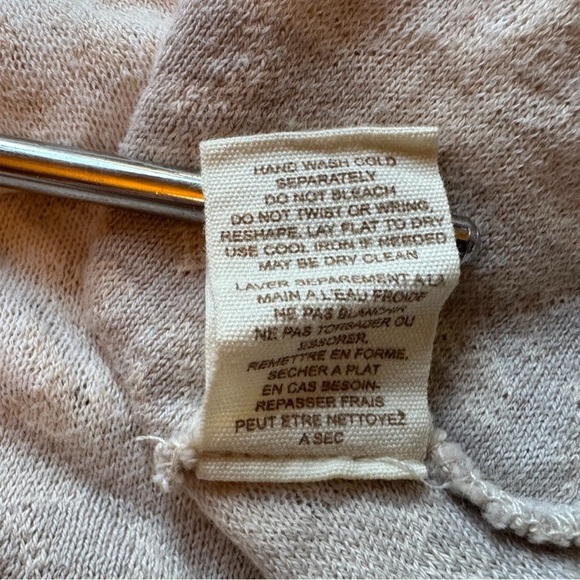 HAND WASH COLD
SEPARATELY
DO NOT BLEACH
DO NOT TWIST OR WRING,
RESHAPE, LAY FLAT TO DRY
USE COOL IRON IF NEEDED
MAY BE DRY CLEAN
LAVER SEPAREMENT A LA
MAIN A L'EAU FROIDE
NE PAS BLANCHIR
NE PAS TORSADER OU
ESSORER,
REMETTRE EN FORME,
SECHER A PLAT
EN CAS BESOIN-
REPASSER FRAIS
PEUT ETRE NETTOYEZ
A SEC